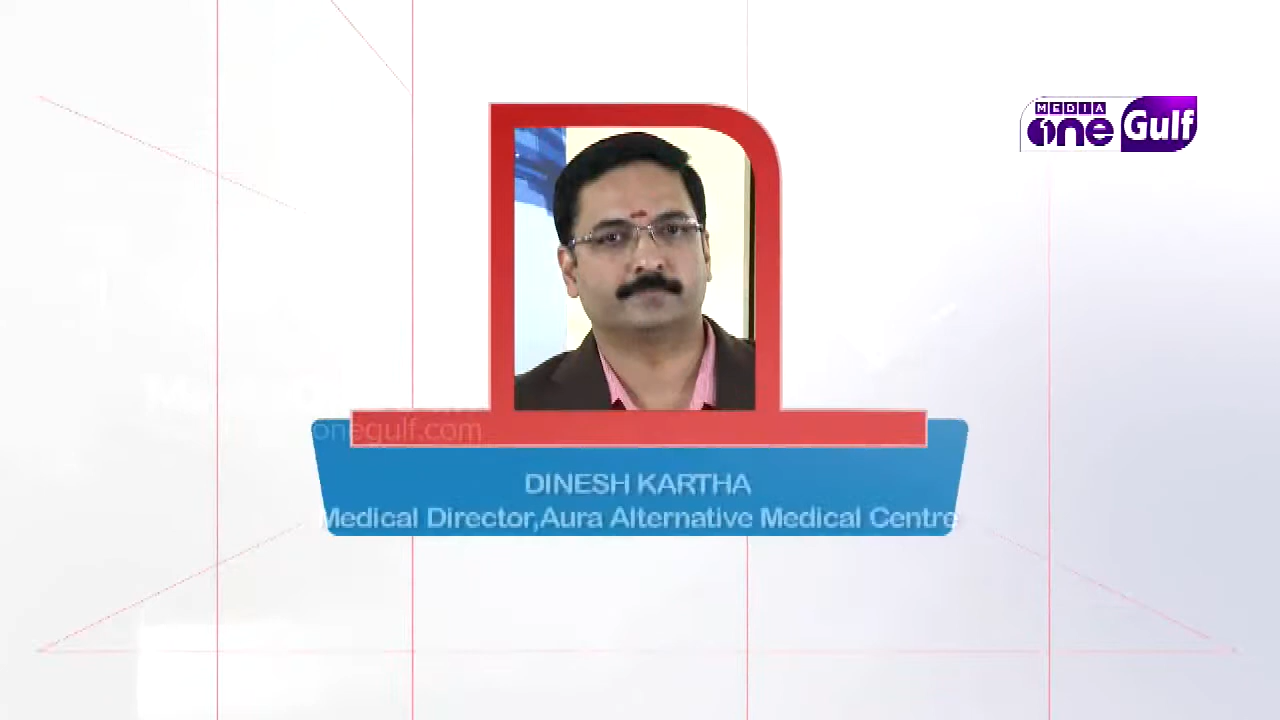 MEDIA
one Gulf
onegulf.com
DINESH KARTHA
Medical Director,Aura Alternative Medical Centre